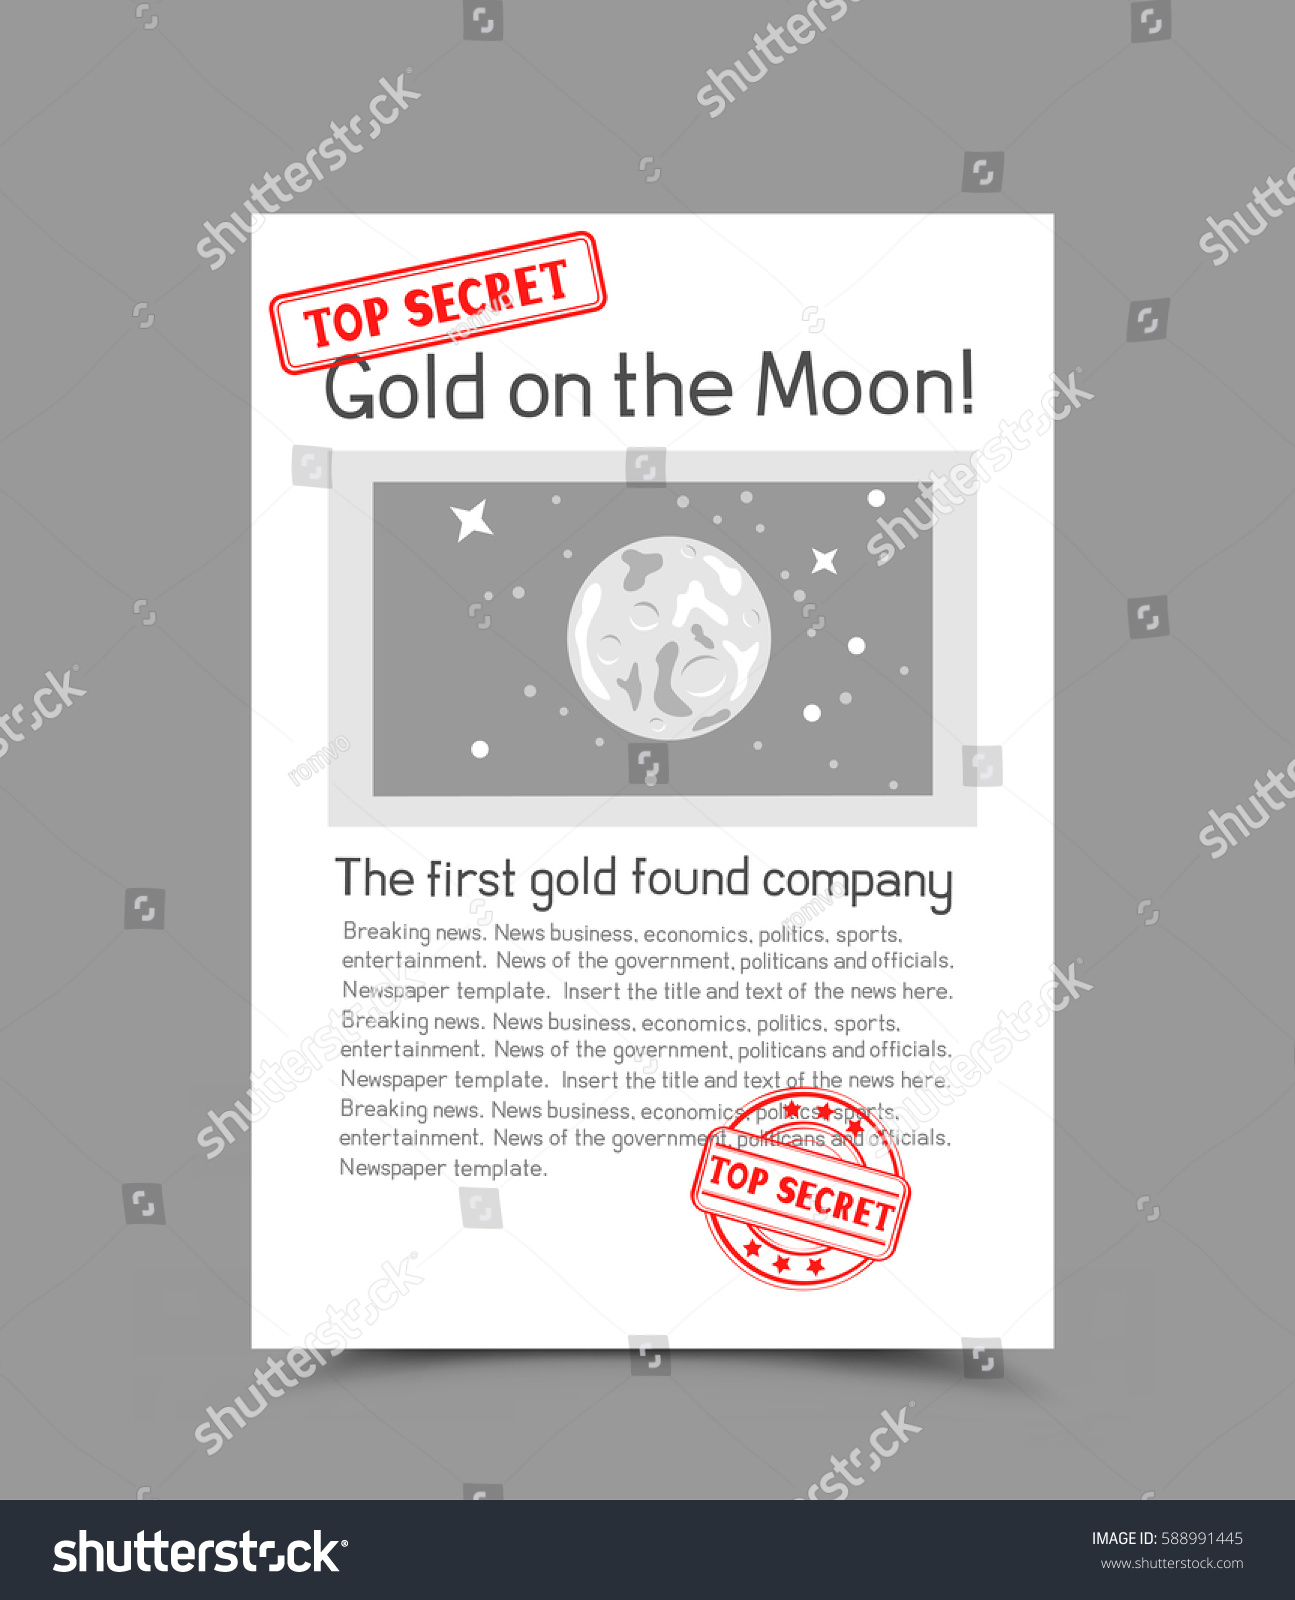 TOP SECRET
Gold on the Moon!
The first gold found company
Breaking news. News business, economics, politics, sports,
entertainment. News of the government, politicans and officials.
Newspaper template. Insert the title and text of the news here.
Breaking news. News business, economics, politics, sports,
entertainment. News of the government, politicans and officials.
Newspaper template. Insert the title and text of the news here.
Breaking news. News business, economics, politics, sports,
entertainment. News of the government, politicans and officials.
Newspaper template.
TOP SECRET
shutterstock
IMAGE ID: 588991445
www.shutterstock.com
shutterstock
romvo